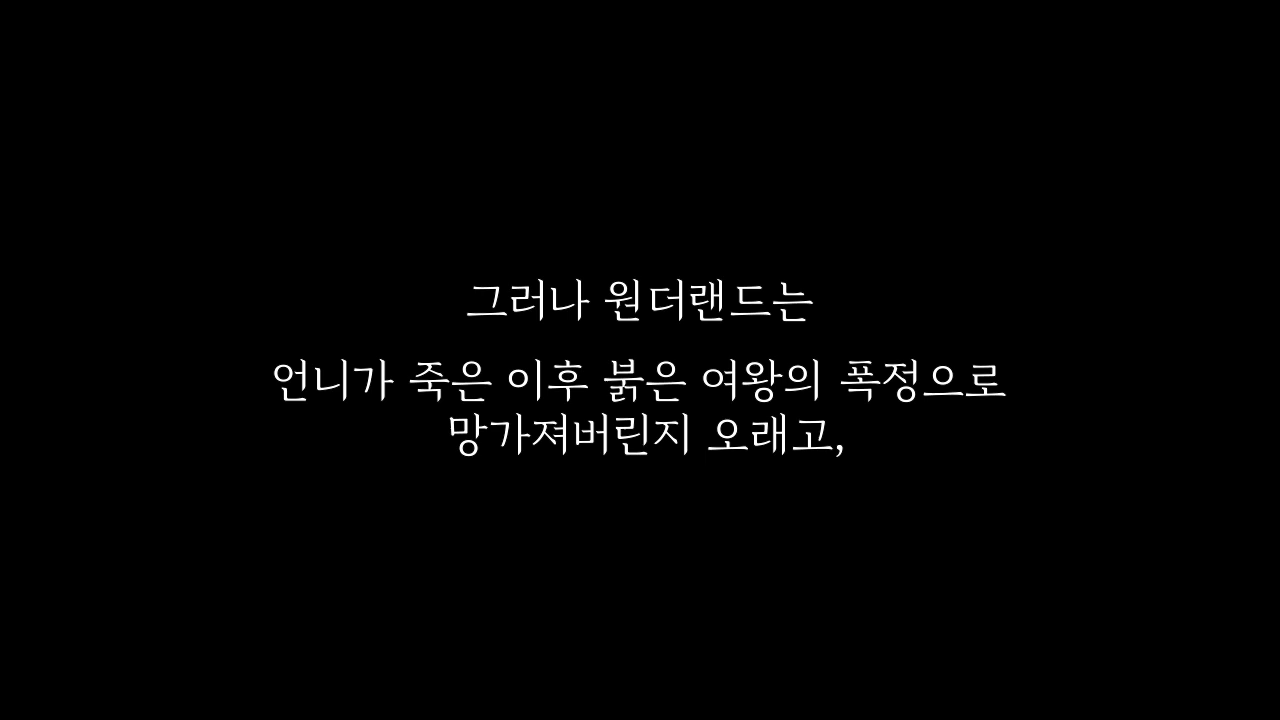 그러나 원더랜드는
언니가 죽은 이후 붉은 여왕의 폭정으로
망가져버린지 오래고,